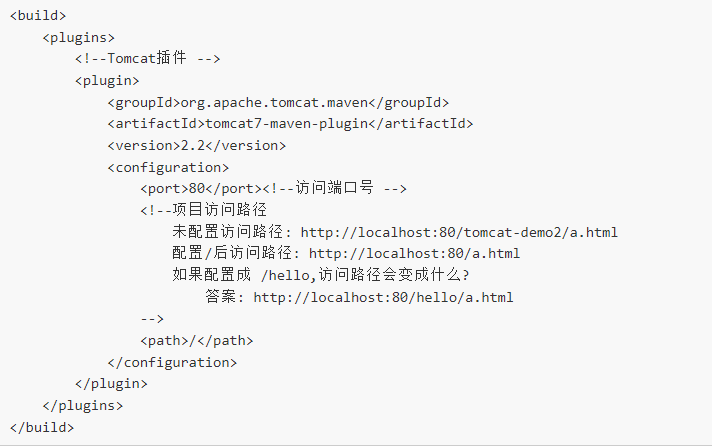 <build>
    <plugins>
        <!--Tomcat插件 -->
        <plugin>
            <groupId>org.apache.tomcat.maven</groupId>
            <artifactId>tomcat7-maven-plugin</artifactId>
            <version>2.2</version>
            <configuration>
                <port>80</port><!--访问端口号 -->
                <!--项目访问路径
                    未配置访问路径: http://localhost:80/tomcat-demo2/a.html
                    配置/后访问路径: http://localhost:80/a.html
                    如果配置成 /hello,访问路径会变成什么?
                        答案: http://localhost:80/hello/a.html
                -->
                <path>/</path>
            </configuration>
        </plugin>
    </plugins>
</build>